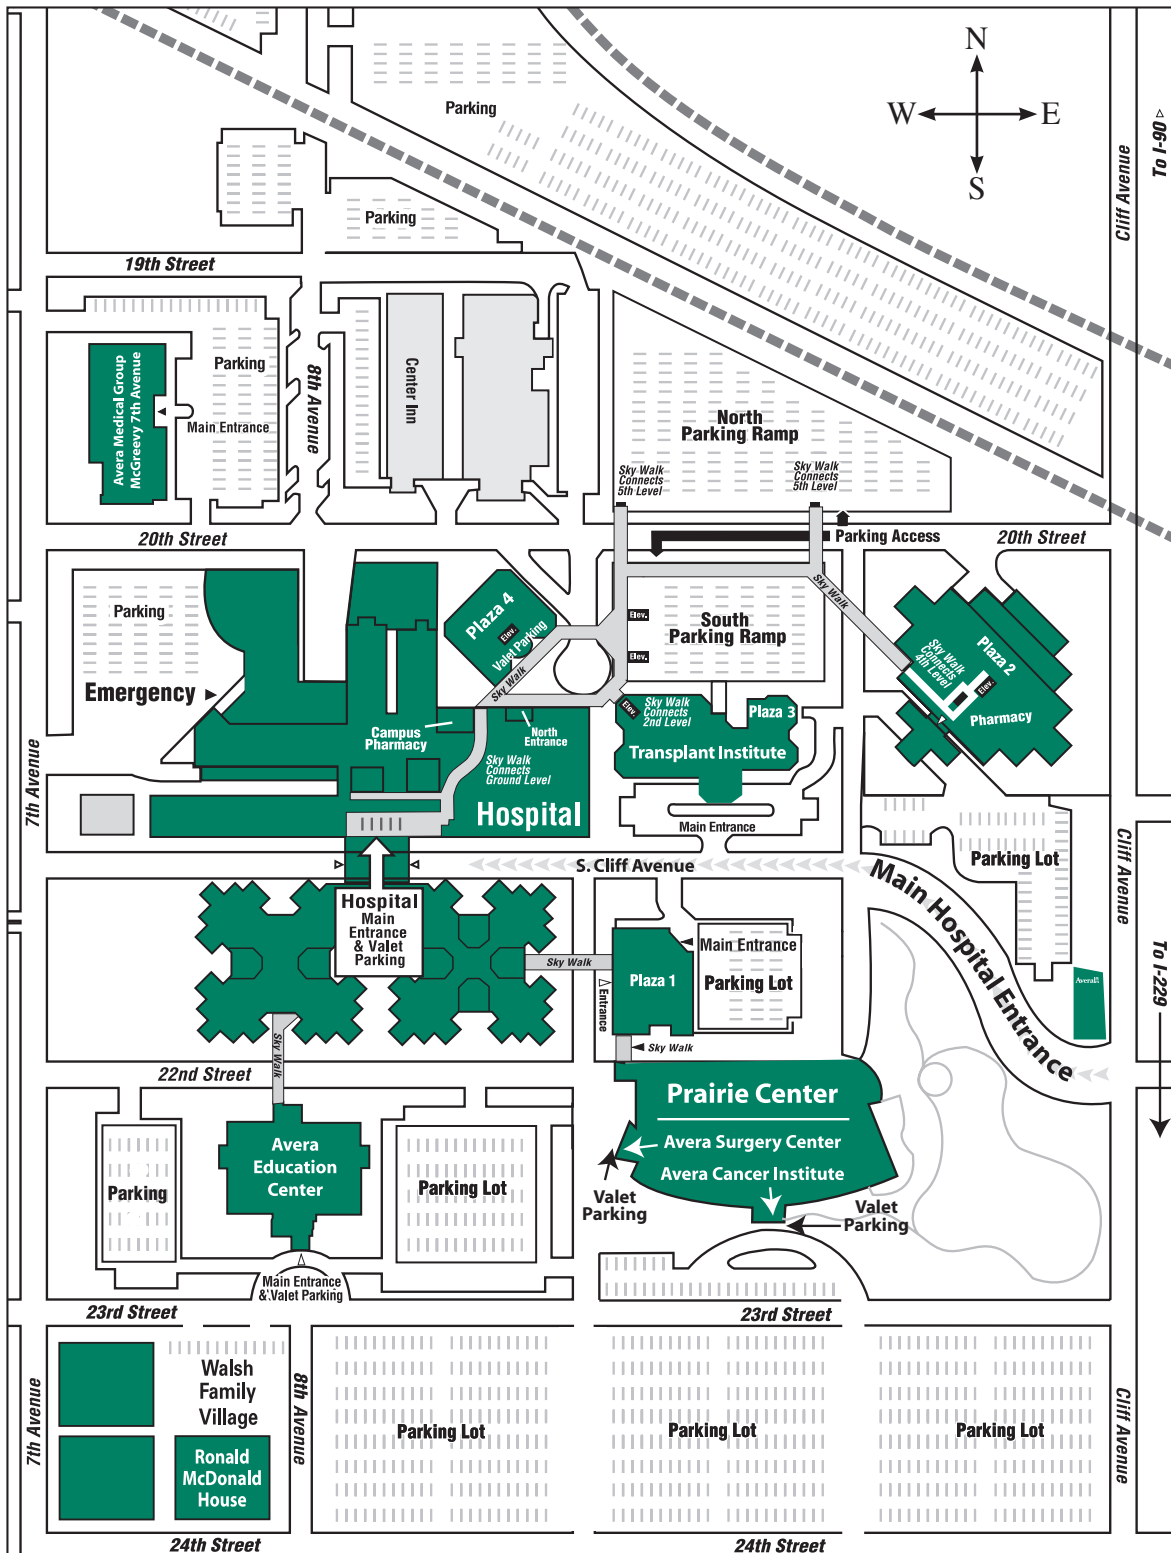 N
W
E
S
To I-90
Cliff Avenue
Parking
Parking
19th Street
Avera Medical Group
McGreevy 7th Avenue
Parking
Main Entrance
8th Avenue
Center Inn
North
Parking Ramp
Sky Walk
Connects
5th Level
Sky Walk
Connects
5th Level
20th Street
Parking Access
20th Street
Parking
Emergency
Plaza 4
Elev.
Valet Parking
Sky Walk
Elev.
Elev.
South
Parking Ramp
Sky Walk
Sky Walk
Connects
4th Level
Plaza 2
Elev.
Pharmacy
Campus
Pharmacy
North
Entrance
Sky Walk
Connects
Ground Level
Hospital
Elev.
Sky Walk
Connects
2nd Level
Plaza 3
Transplant Institute
Main Entrance
7th Avenue
S. Cliff Avenue
Main Hospital Entrance
Parking Lot
Cliff Avenue
Hospital
Main
Entrance
& Valet
Parking
Sky Walk
Plaza 1
Main Entrance
Parking Lot
Entrance
Sky Walk
Avera
To I-229
Sky Walk
22nd Street
Prairie Center
Avera Surgery Center
Avera Cancer Institute
Valet
Parking
Valet
Parking
Parking
Avera
Education
Center
Parking Lot
Main Entrance
& Valet Parking
23rd Street
23rd Street
7th Avenue
Walsh
Family
Village
8th Avenue
Ronald
McDonald
House
Parking Lot
Parking Lot
Parking Lot
Cliff Avenue
24th Street
24th Street